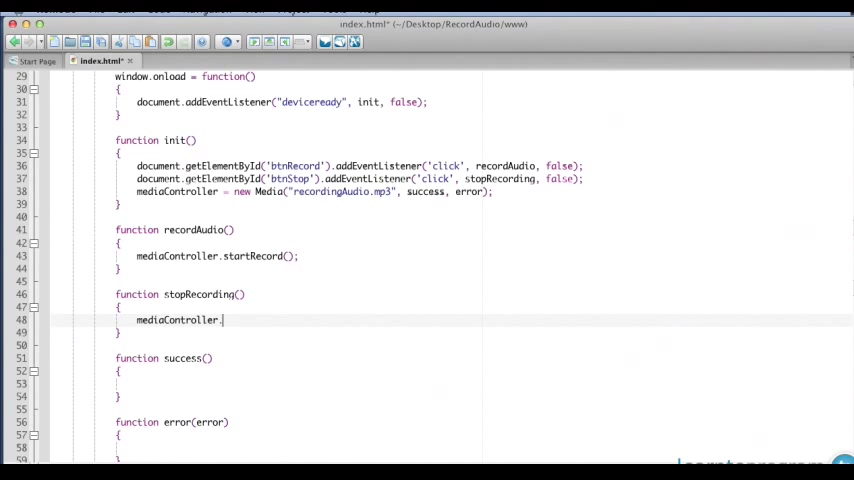 index.html* (~/Desktop/RecordAudio/www)
Start Page
index.html*
29 window.onload = function()
30 {
31 document.addEventListener("deviceready", init, false);
32 }
33
34 function init()
35 {
36 document.getElementById('btnRecord').addEventListener('click', recordAudio, false);
37 document.getElementById('btnStop').addEventListener('click', stopRecording, false);
38 mediaController = new Media("recordingAudio.mp3", success, error);
39 }
40
41 function recordAudio()
42 {
43 mediaController.startRecord();
44 }
45
46 function stopRecording()
47 {
48 mediaController.
49 }
50
51 function success()
52 {
53
54 }
55
56 function error(error)
57 {
58
59 }